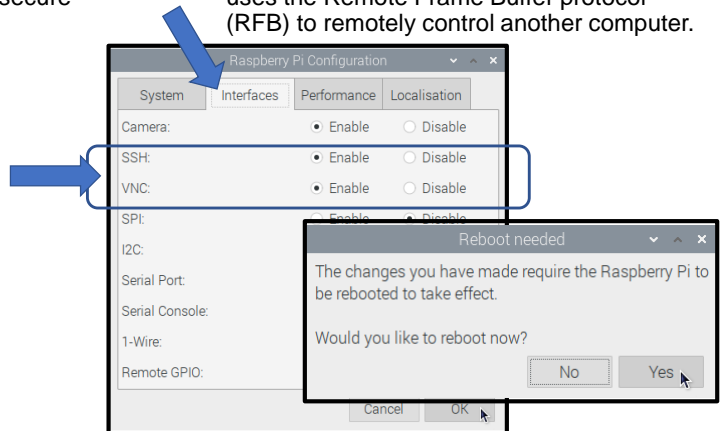 secure
uses the Remote Frame Buffer protocol
(RFB) to remotely control another computer.
Raspberry Pi Configuration
System Interfaces Performance Localisation
Camera: Enable Disable
SSH: Enable Disable
VNC: Enable Disable
SPI: Enable Disable
I2C:
Serial Port:
Serial Console:
1-Wire:
Remote GPIO:
Cancel OK
Reboot needed
The changes you have made require the Raspberry Pi to
be rebooted to take effect.
Would you like to reboot now?
No Yes